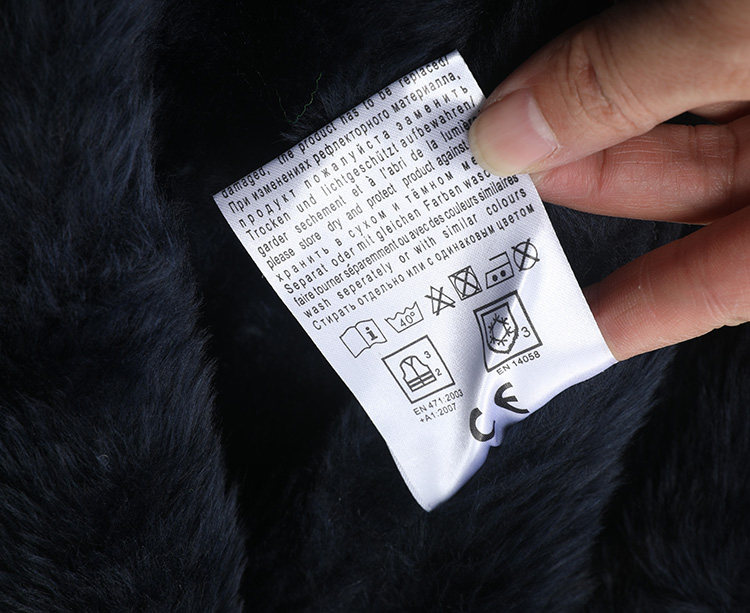 damaged, the product has to be replaced/
При изменениях рефлекторного материалла,
продукт пожалуйста заменить
Trocken und lichtgeschützt aufbewahren/
garder sechement et à l'abri de la lumière
please store dry and protect product against
хранить в сухом и тёмном ме
Separat oder mit gleichen Farben wasc
faire tourner séparemment ou avec des couleurs similaires
wash seperately or with similar colours
Стирать отдельно или с одинаковым цветом
i
40°
3
2
EN 471:2003
+A1:2007
3
EN 14058
CE